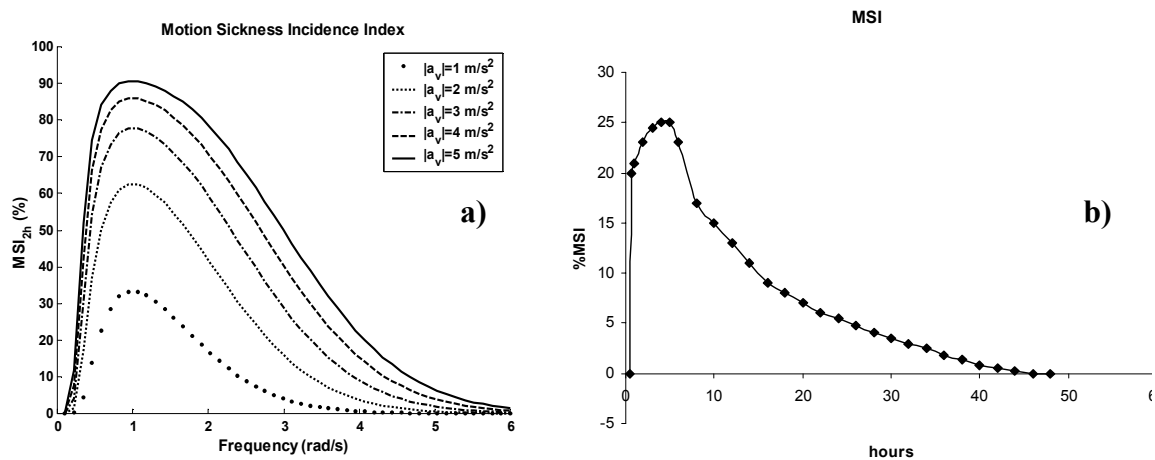 Motion Sickness Incidence Index
100
90
80
70
60
50
40
30
20
10
0
MSI2h (%)
0 1 2 3 4 5 6
Frequency (rad/s)
|av|=1 m/s²
|av|=2 m/s²
|av|=3 m/s²
|av|=4 m/s²
|av|=5 m/s²
a)
MSI
30
25
20
15
10
5
0
-5
%MSI
0 10 20 30 40 50 6
hours
b)